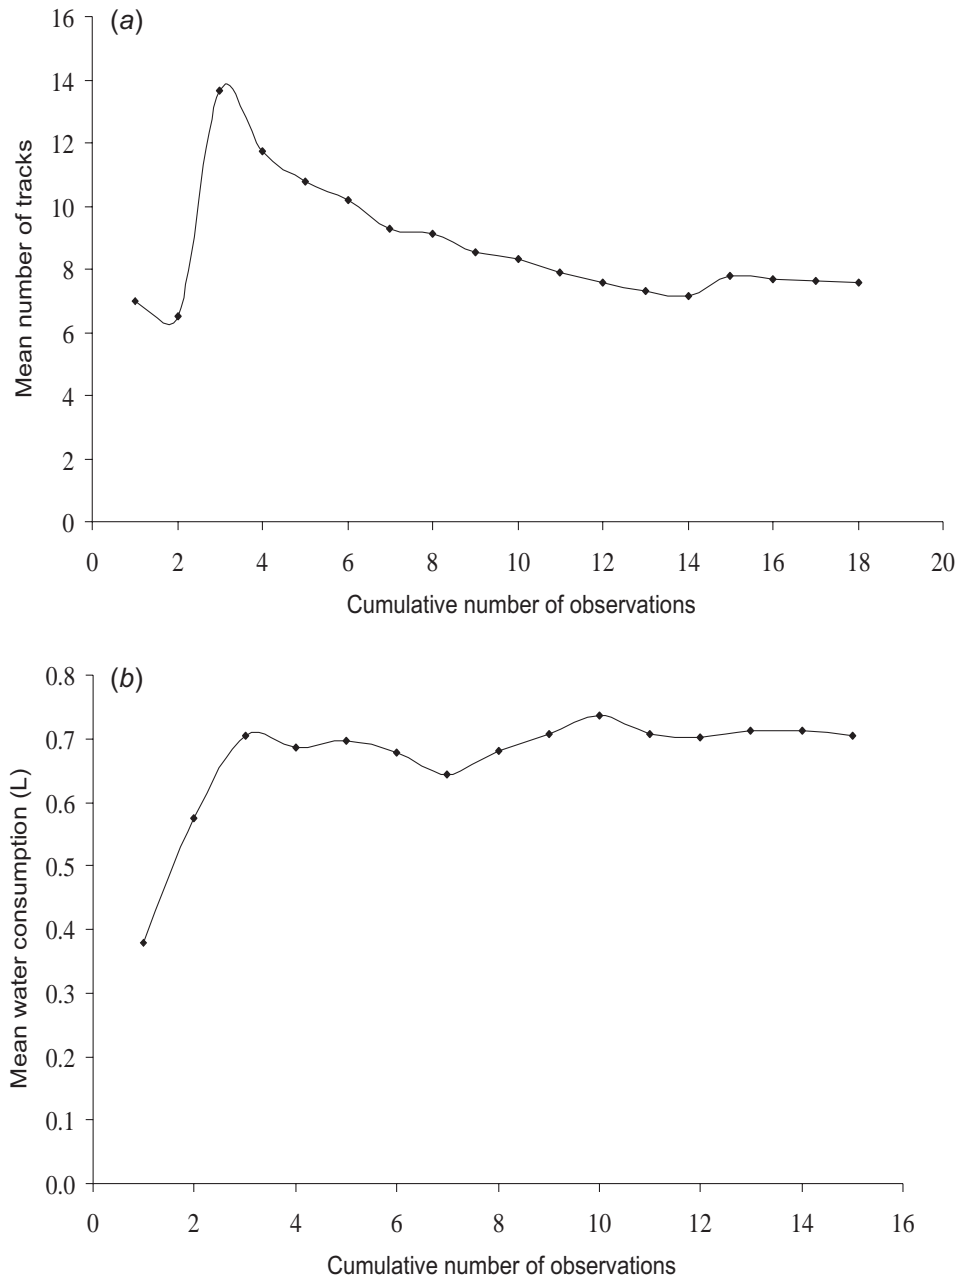 (a)
16
14
12
10
8
6
4
2
0
Mean number of tracks
0 2 4 6 8 10 12 14 16 18 20
Cumulative number of observations
(b)
0.8
0.7
0.6
0.5
0.4
0.3
0.2
0.1
0.0
Mean water consumption (L)
0 2 4 6 8 10 12 14 16
Cumulative number of observations